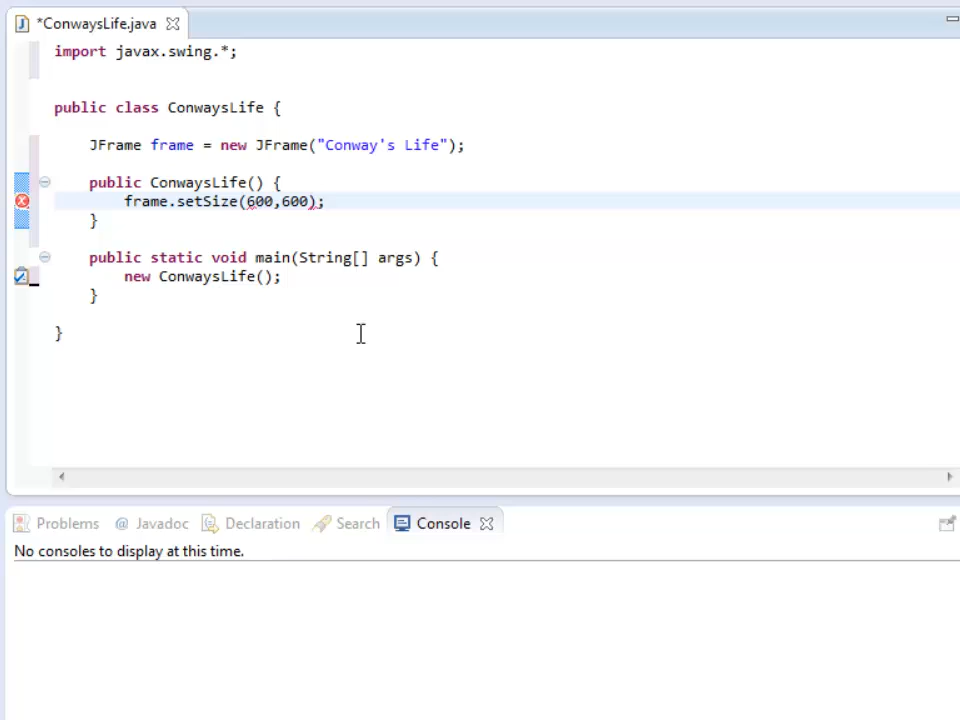 *ConwaysLife.java
import javax.swing.*;
public class ConwaysLife {
JFrame frame = new JFrame("Conway's Life");
public ConwaysLife() {
frame.setSize(600,600);
}
public static void main(String[] args) {
new ConwaysLife();
}
}
Problems @ Javadoc Declaration Search Console
No consoles to display at this time.